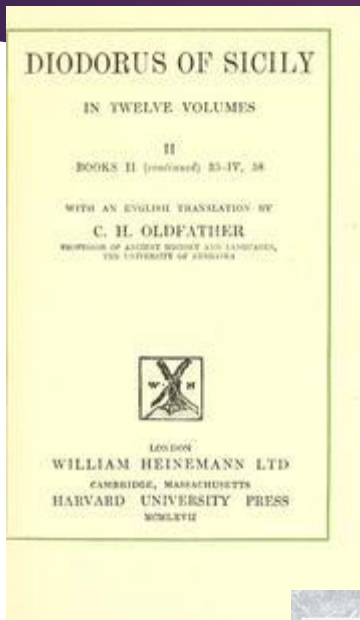 DIODORUS OF SICILY
IN TWELVE VOLUMES
II
BOOKS II (continued) 35-IV, 58
WITH AN ENGLISH TRANSLATION BY
C. H. OLDFATHER
PROFESSOR OF ANCIENT HISTORY AND LANGUAGES,
THE UNIVERSITY OF NEBRASKA
W H
LONDON
WILLIAM HEINEMANN LTD
CAMBRIDGE, MASSACHUSETTS
HARVARD UNIVERSITY PRESS
MCMLXVII